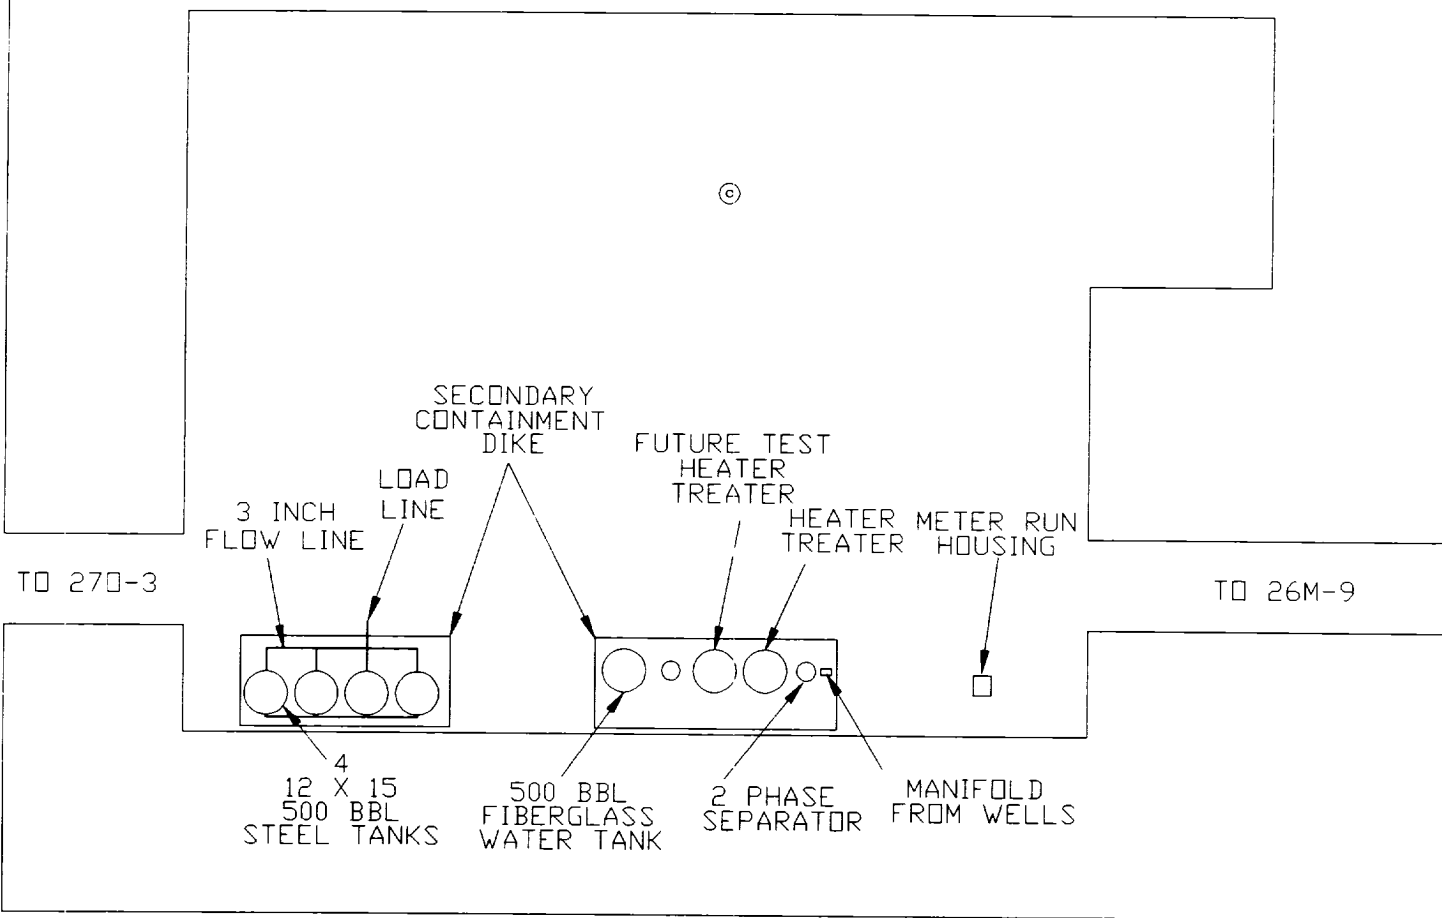 C
SECONDARY
CONTAINMENT
DIKE
FUTURE TEST
HEATER
TREATER
LOAD
LINE
3 INCH
FLOW LINE
HEATER
TREATER
METER RUN
HOUSING
TO 27O-3
TO 26M-9
4
12 X 15
500 BBL
STEEL TANKS
500 BBL
FIBERGLASS
WATER TANK
2 PHASE
SEPARATOR
MANIFOLD
FROM WELLS